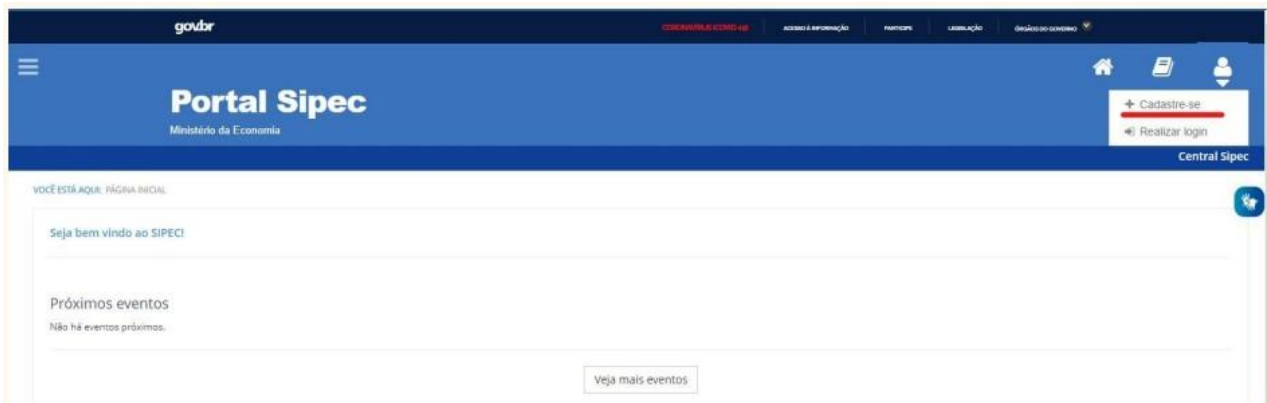 govbr
CORONAVÍRUS (COVID-19)
ACESSO À INFORMAÇÃO
PARTICIPE
LEGISLAÇÃO
ÓRGÃOS DO GOVERNO
Portal Sipec
Ministério da Economia
+ Cadastre-se
Realizar login
Central Sipec
VOCÊ ESTÁ AQUI: PÁGINA INICIAL
Seja bem vindo ao SIPEC!
Próximos eventos
Não há eventos próximos.
Veja mais eventos